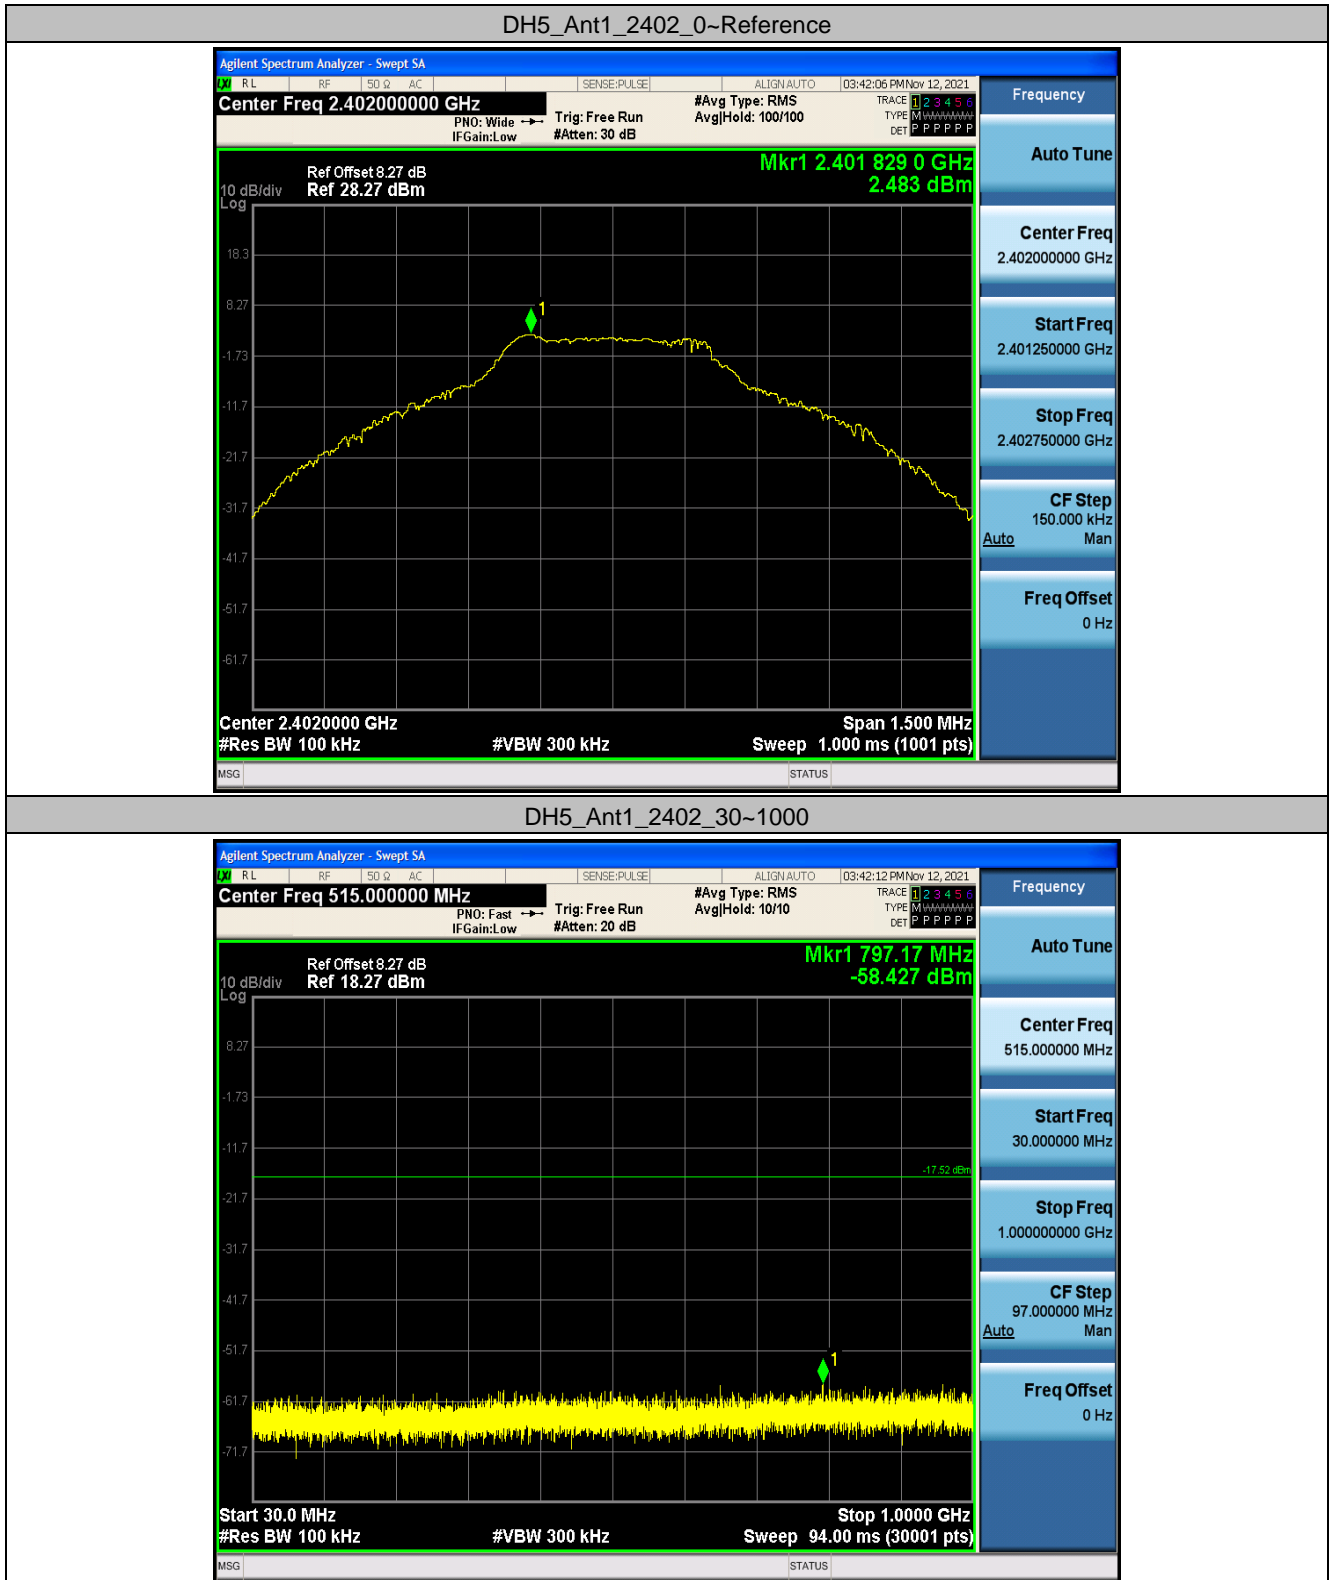 DH5_Ant1_2402_0~Reference
Agilent Spectrum Analyzer - Swept SA
LXI RL RF 50 Ω AC SENSE:PULSE ALIGN AUTO 03:42:06 PM Nov 12, 2021
Center Freq 2.402000000 GHz
PNO: Wide
IFGain:Low
Trig: Free Run
#Atten: 30 dB
#Avg Type: RMS
Avg|Hold: 100/100
TRACE 1 2 3 4 5 6
TYPE M WWWWW
DET P P P P P P
Ref Offset 8.27 dB
10 dB/div Ref 28.27 dBm
Log
Mkr1 2.401 829 0 GHz
2.483 dBm
18.3
8.27
-1.73
-11.7
-21.7
-31.7
-41.7
-51.7
-61.7
1
Center 2.4020000 GHz Span 1.500 MHz
#Res BW 100 kHz #VBW 300 kHz Sweep 1.000 ms (1001 pts)
MSG STATUS
Frequency
Auto Tune
Center Freq
2.402000000 GHz
Start Freq
2.401250000 GHz
Stop Freq
2.402750000 GHz
CF Step
150.000 kHz
Auto Man
Freq Offset
0 Hz
DH5_Ant1_2402_30~1000
Agilent Spectrum Analyzer - Swept SA
LXI RL RF 50 Ω AC SENSE:PULSE ALIGN AUTO 03:42:12 PM Nov 12, 2021
Center Freq 515.000000 MHz
PNO: Fast
IFGain:Low
Trig: Free Run
#Atten: 20 dB
#Avg Type: RMS
Avg|Hold: 10/10
TRACE 1 2 3 4 5 6
TYPE M WWWWW
DET P P P P P P
Ref Offset 8.27 dB
10 dB/div Ref 18.27 dBm
Log
Mkr1 797.17 MHz
-58.427 dBm
8.27
-1.73
-11.7
-17.52 dBm
-21.7
-31.7
-41.7
-51.7
-61.7
-71.7
1
Start 30.0 MHz Stop 1.0000 GHz
#Res BW 100 kHz #VBW 300 kHz Sweep 94.00 ms (30001 pts)
MSG STATUS
Frequency
Auto Tune
Center Freq
515.000000 MHz
Start Freq
30.000000 MHz
Stop Freq
1.000000000 GHz
CF Step
97.000000 MHz
Auto Man
Freq Offset
0 Hz